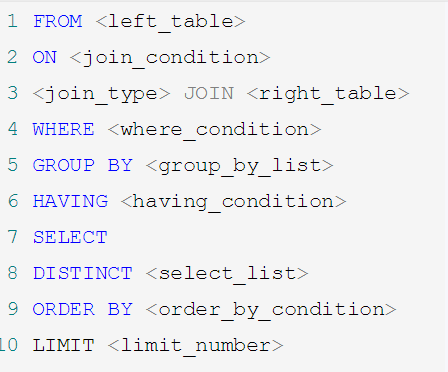 1 FROM <left_table>
2 ON <join_condition>
3 <join_type> JOIN <right_table>
4 WHERE <where_condition>
5 GROUP BY <group_by_list>
6 HAVING <having_condition>
7 SELECT
8 DISTINCT <select_list>
9 ORDER BY <order_by_condition>
10 LIMIT <limit_number>